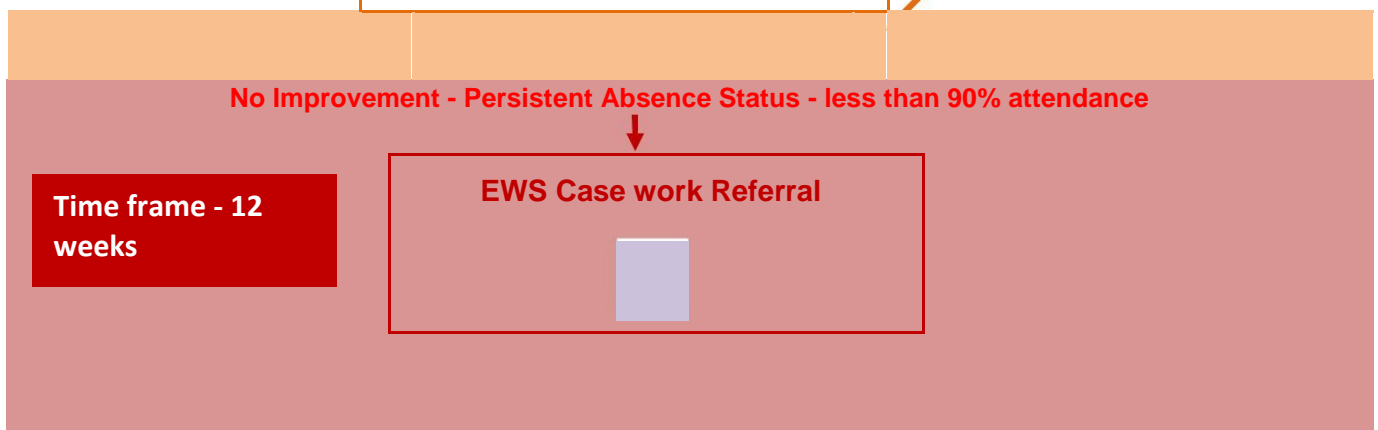 No Improvement - Persistent Absence Status - less than 90% attendance
EWS Case work Referral
Time frame - 12
weeks